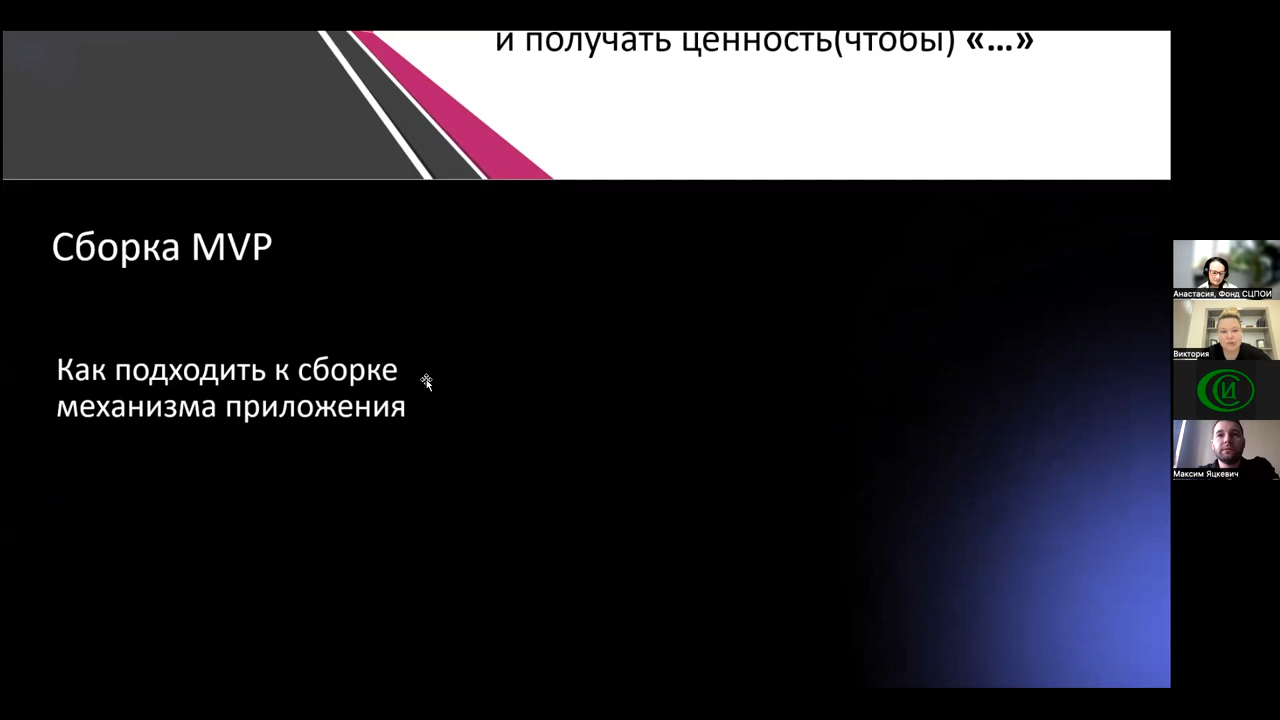 и получать ценность(чтобы) «...»
Сборка MVP
Как подходить к сборке
механизма приложения
Анастасия, Фонд СЦПОИ
Виктория
Максим Яцкевич